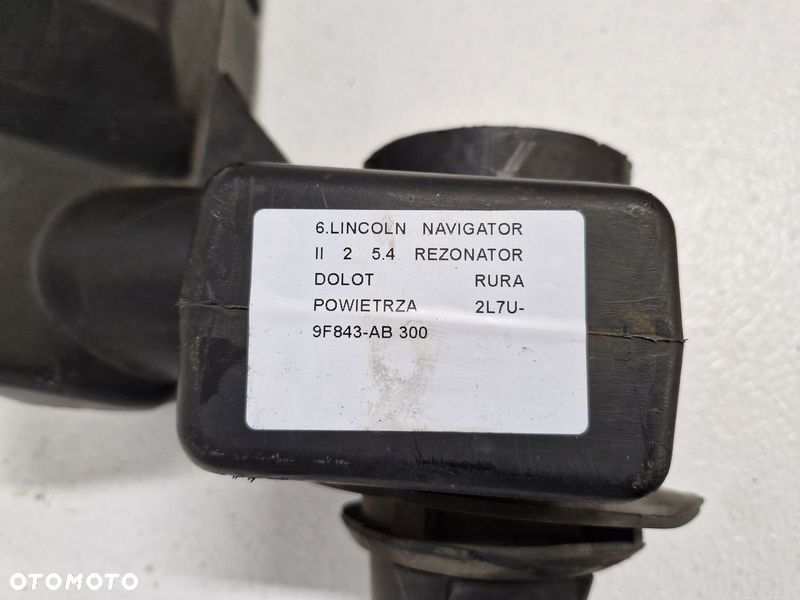 6.LINCOLN NAVIGATOR
II 2 5.4 REZONATOR
DOLOT RURA
POWIETRZA 2L7U-
9F843-AB 300
OTOMOTO